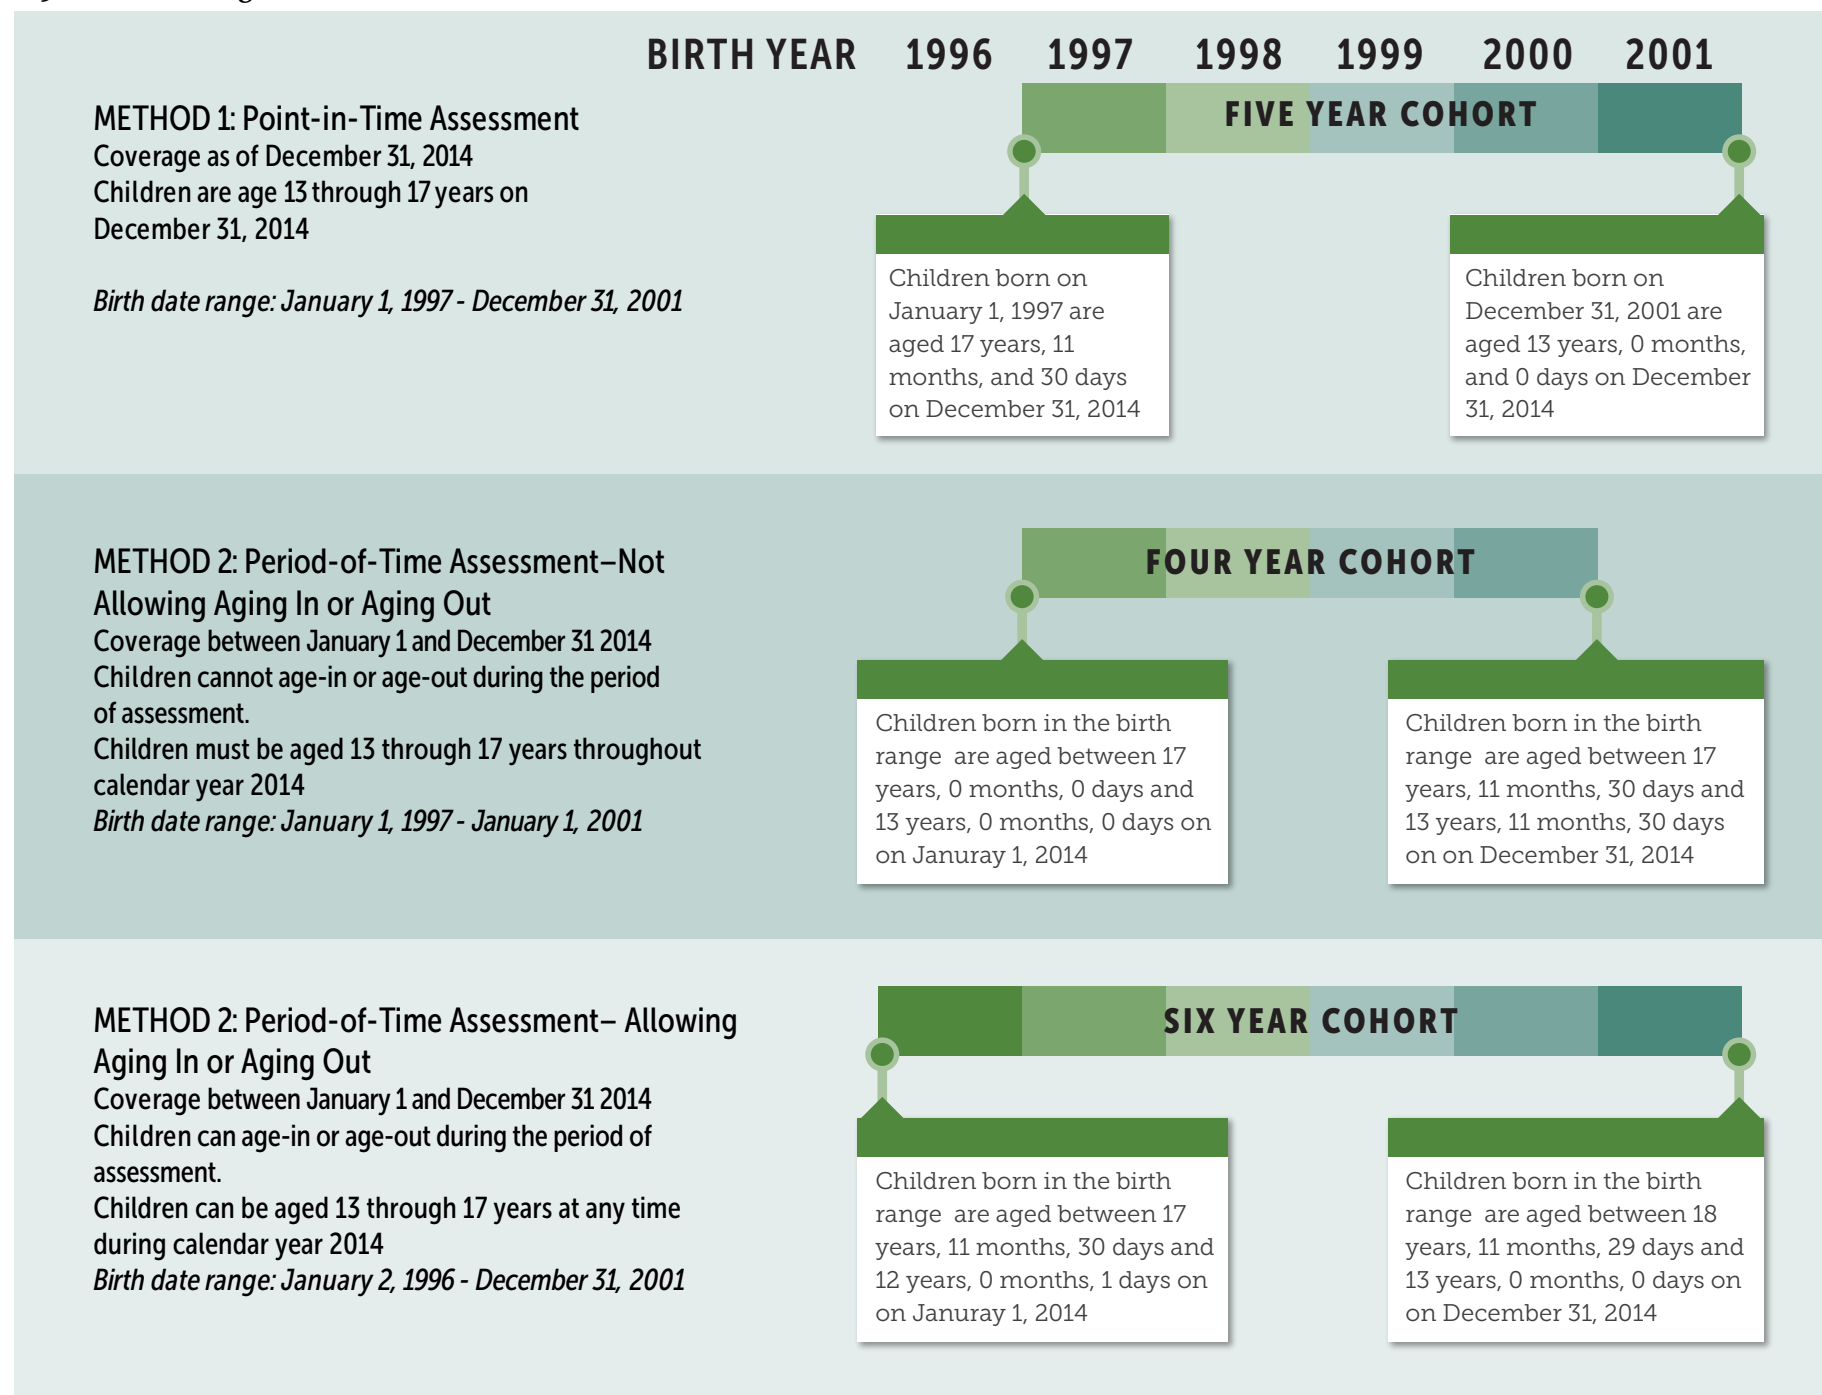 BIRTH YEAR 1996 1997 1998 1999 2000 2001
METHOD 1: Point-in-Time Assessment
Coverage as of December 31, 2014
Children are age 13 through 17 years on
December 31, 2014
Birth date range: January 1, 1997 - December 31, 2001
FIVE YEAR COHORT
Children born on
January 1, 1997 are
aged 17 years, 11
months, and 30 days
on December 31, 2014
Children born on
December 31, 2001 are
aged 13 years, 0 months,
and 0 days on December
31, 2014
METHOD 2: Period-of-Time Assessment–Not
Allowing Aging In or Aging Out
Coverage between January 1 and December 31 2014
Children cannot age-in or age-out during the period
of assessment.
Children must be aged 13 through 17 years throughout
calendar year 2014
Birth date range: January 1, 1997 - January 1, 2001
FOUR YEAR COHORT
Children born in the birth
range are aged between 17
years, 0 months, 0 days and
13 years, 0 months, 0 days on
on Januray 1, 2014
Children born in the birth
range are aged between 17
years, 11 months, 30 days and
13 years, 11 months, 30 days
on on December 31, 2014
METHOD 2: Period-of-Time Assessment– Allowing
Aging In or Aging Out
Coverage between January 1 and December 31 2014
Children can age-in or age-out during the period of
assessment.
Children can be aged 13 through 17 years at any time
during calendar year 2014
Birth date range: January 2, 1996 - December 31, 2001
SIX YEAR COHORT
Children born in the birth
range are aged between 17
years, 11 months, 30 days and
12 years, 0 months, 1 days on
on Januray 1, 2014
Children born in the birth
range are aged between 18
years, 11 months, 29 days and
13 years, 0 months, 0 days on
on December 31, 2014